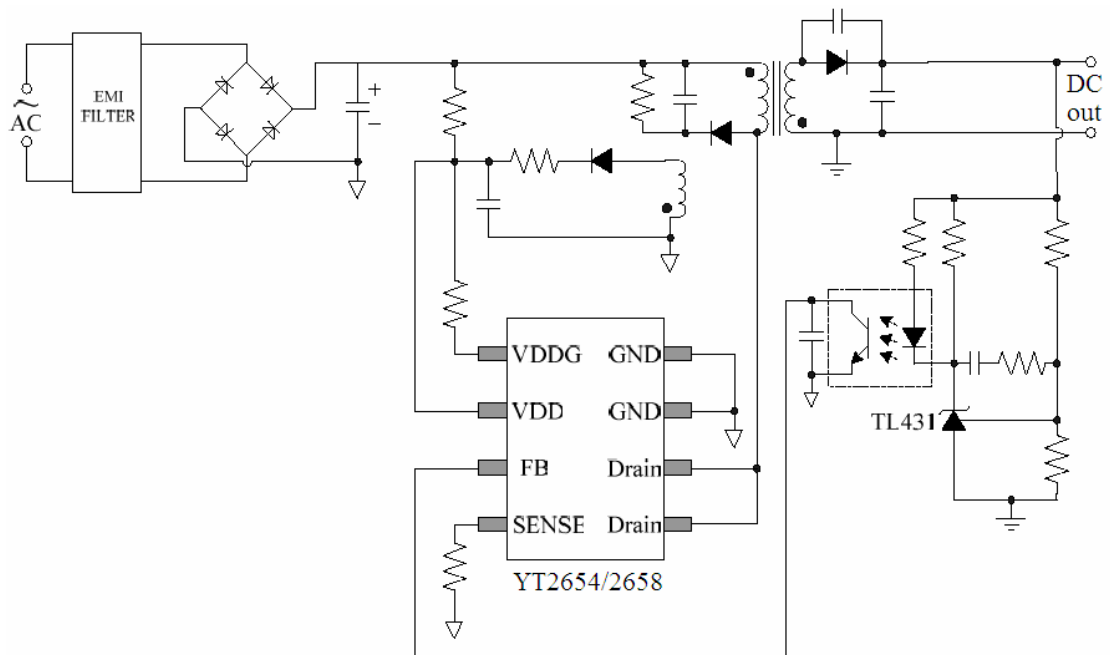 ~
AC
EMI
FILTER
+
−
DC
out
VDDG
GND
VDD
GND
FB
Drain
SENSE
Drain
TL431
YT2654/2658